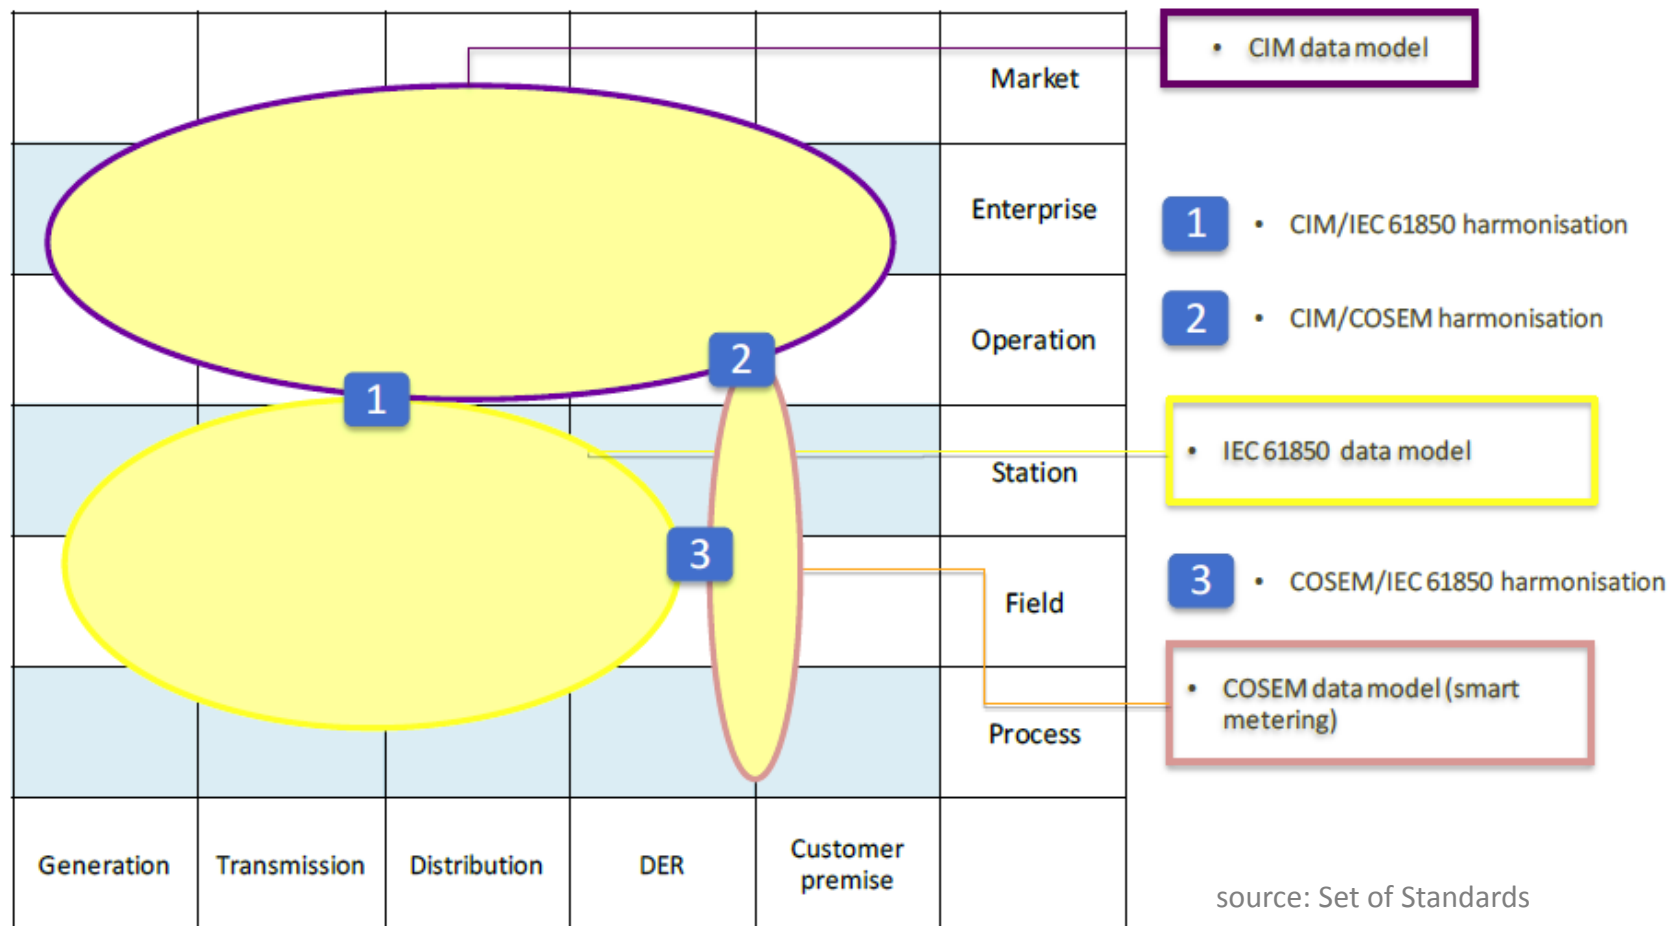 Market
Enterprise
Operation
Station
Field
Process
Generation
Transmission
Distribution
DER
Customer
premise
1
2
3
• CIM data model
1 • CIM/IEC 61850 harmonisation
2 • CIM/COSEM harmonisation
• IEC 61850 data model
3 • COSEM/IEC 61850 harmonisation
• COSEM data model (smart
metering)
source: Set of Standards